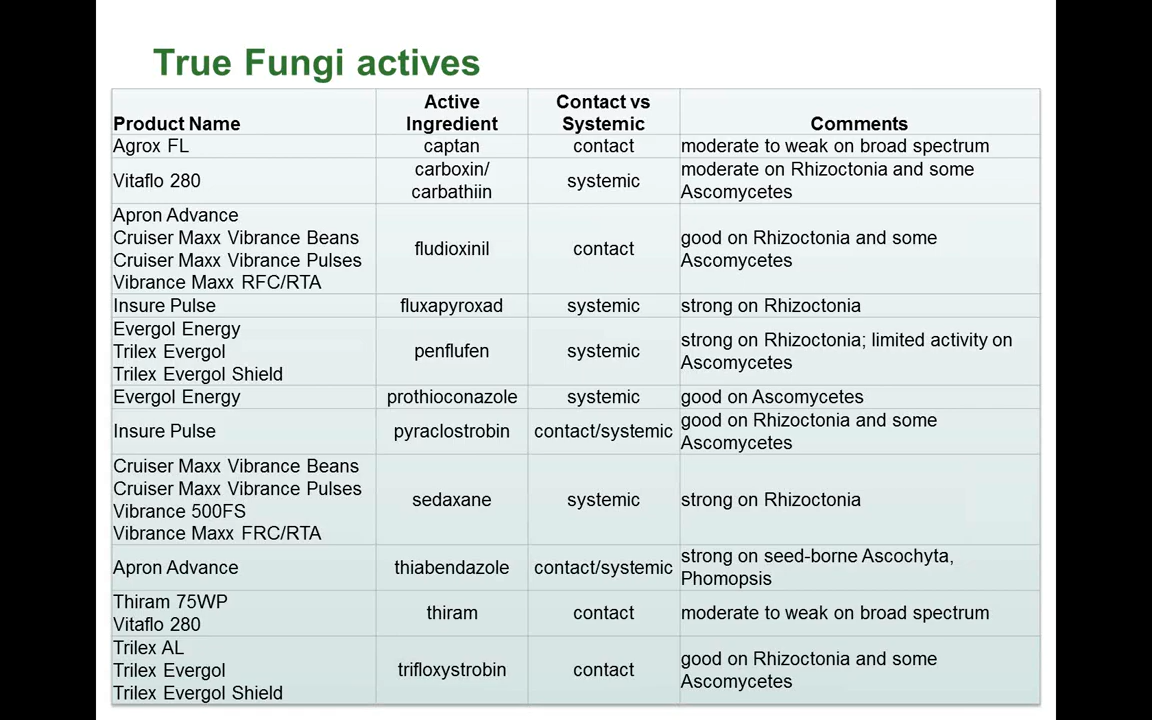 True Fungi actives
Product Name
Active
Ingredient
Contact vs
Systemic
Comments
Agrox FL
captan
contact
moderate to weak on broad spectrum
Vitaflo 280
carboxin/
carbathiin
systemic
moderate on Rhizoctonia and some
Ascomycetes
Apron Advance
Cruiser Maxx Vibrance Beans
Cruiser Maxx Vibrance Pulses
Vibrance Maxx RFC/RTA
fludioxinil
contact
good on Rhizoctonia and some
Ascomycetes
Insure Pulse
fluxapyroxad
systemic
strong on Rhizoctonia
Evergol Energy
Trilex Evergol
Trilex Evergol Shield
penflufen
systemic
strong on Rhizoctonia; limited activity on
Ascomycetes
Evergol Energy
prothioconazole
systemic
good on Ascomycetes
Insure Pulse
pyraclostrobin
contact/systemic
good on Rhizoctonia and some
Ascomycetes
Cruiser Maxx Vibrance Beans
Cruiser Maxx Vibrance Pulses
Vibrance 500FS
Vibrance Maxx FRC/RTA
sedaxane
systemic
strong on Rhizoctonia
Apron Advance
thiabendazole
contact/systemic
strong on seed-borne Ascochyta,
Phomopsis
Thiram 75WP
Vitaflo 280
thiram
contact
moderate to weak on broad spectrum
Trilex AL
Trilex Evergol
Trilex Evergol Shield
trifloxystrobin
contact
good on Rhizoctonia and some
Ascomycetes